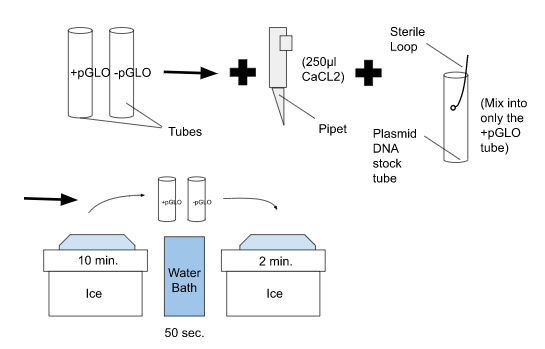 +pGLO -pGLO
Tubes
(250µl
CaCL2)
Pipet
Sterile
Loop
(Mix into
only the
+pGLO
tube)
Plasmid
DNA
stock
tube
+pGLO -pGLO
10 min.
Ice
Water
Bath
50 sec.
2 min.
Ice